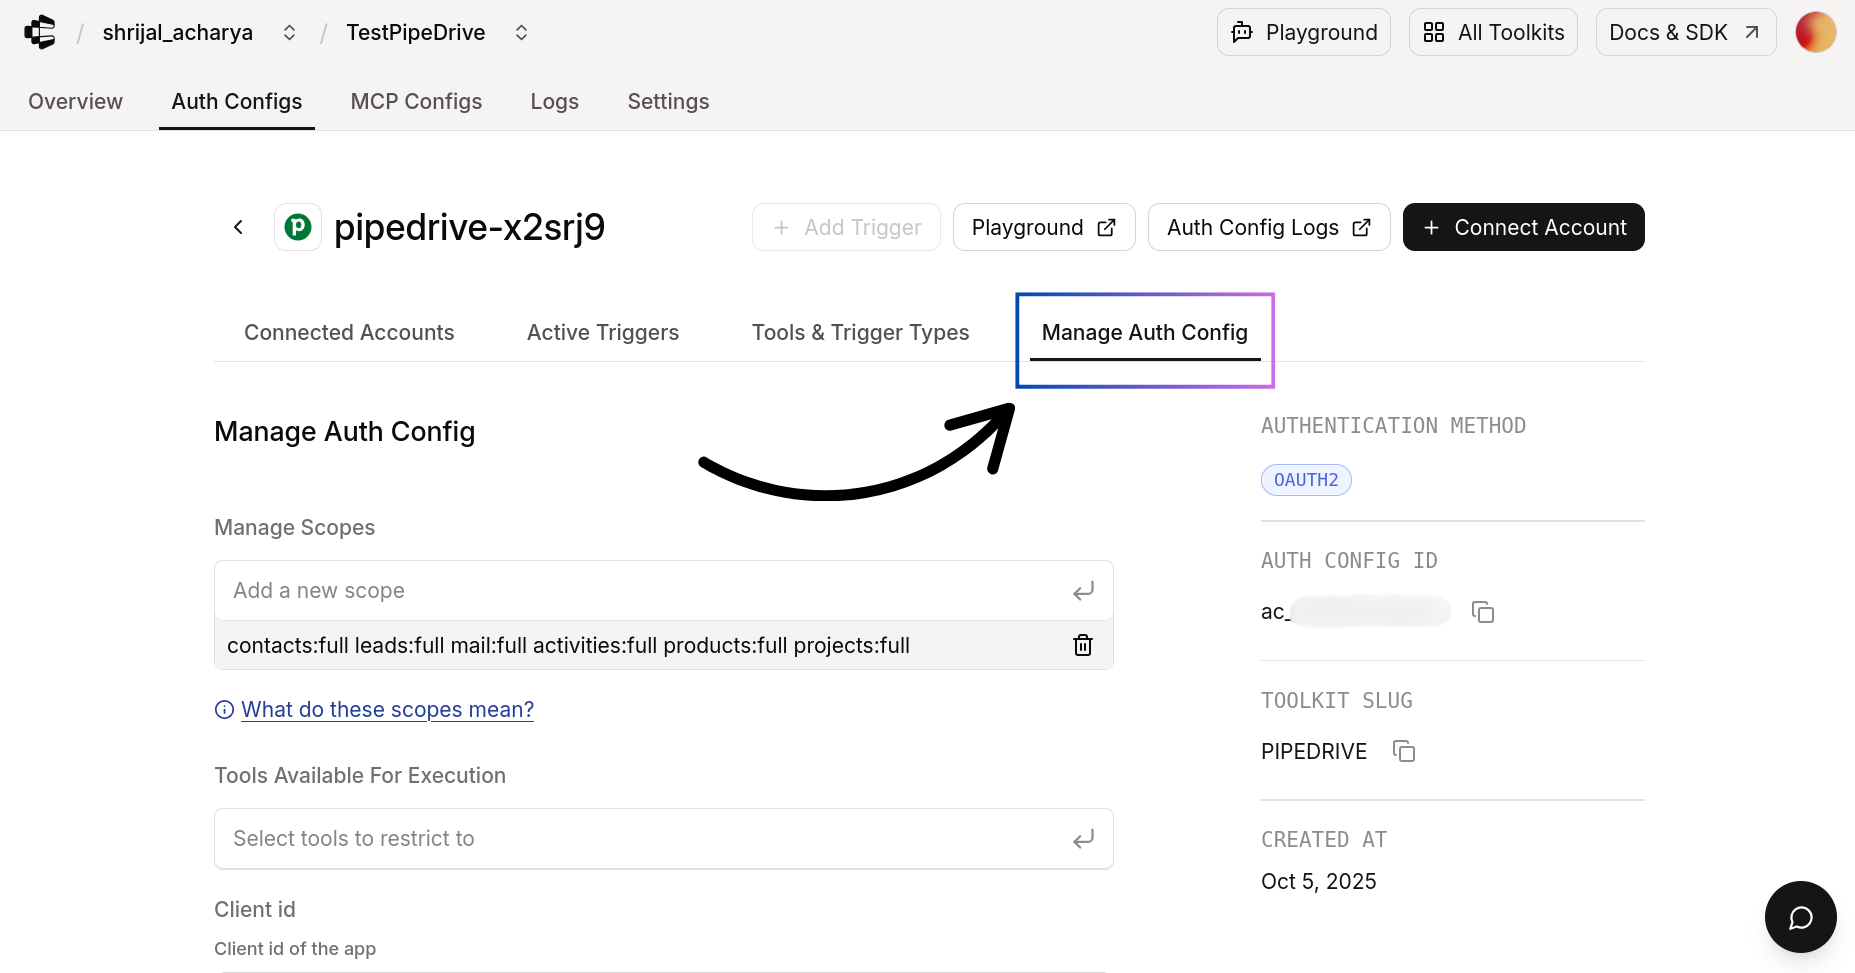 / shrijal_acharya / TestPipeDrive Playground All Toolkits Docs & SDK
Overview Auth Configs MCP Configs Logs Settings
pipedrive-x2srj9 + Add Trigger Playground Auth Config Logs + Connect Account
Connected Accounts Active Triggers Tools & Trigger Types Manage Auth Config
Manage Auth Config
Manage Scopes
Add a new scope
contacts:full leads:full mail:full activities:full products:full projects:full
What do these scopes mean?
Tools Available For Execution
Select tools to restrict to
Client id
Client id of the app
AUTHENTICATION METHOD
OAUTH2
AUTH CONFIG ID
ac_
TOOLKIT SLUG
PIPEDRIVE
CREATED AT
Oct 5, 2025